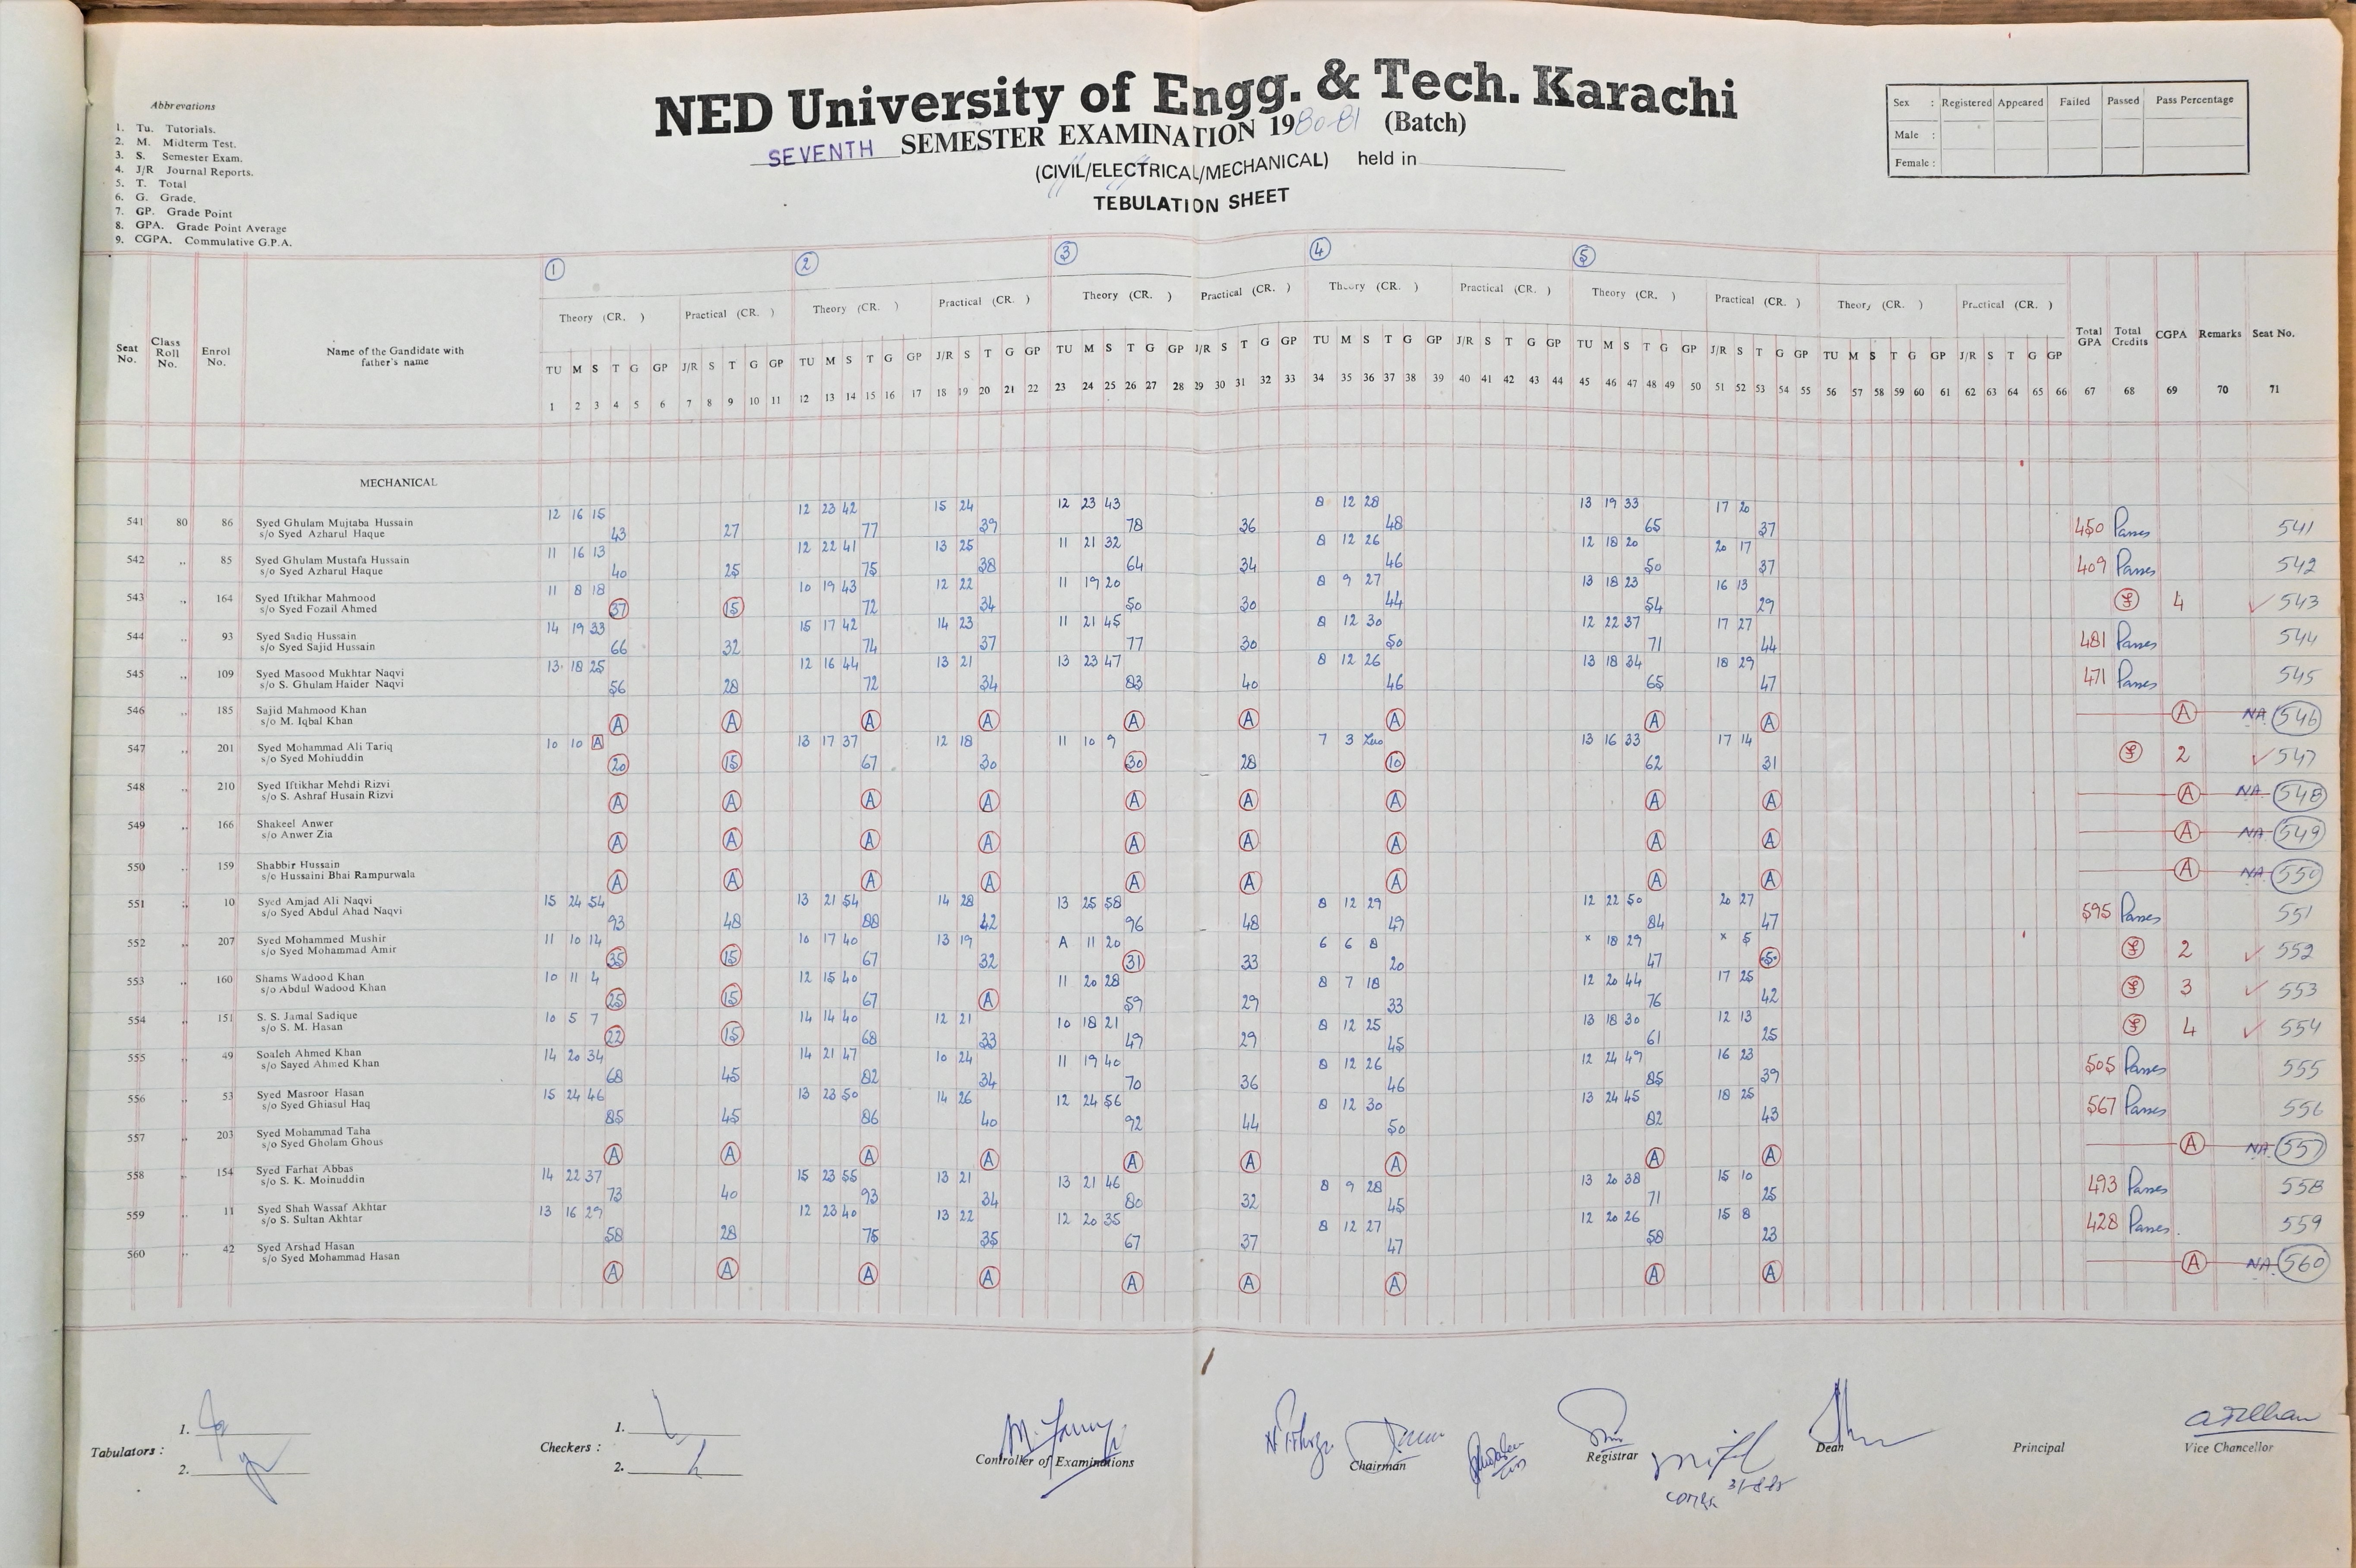 Abbrevations
1. Tu. Tutorials.
2. M. Midterm Test.
3. S. Semester Exam.
4. J/R Journal Reports.
5. T. Total
6. G. Grade.
7. GP. Grade Point
8. GPA. Grade Point Average
9. CGPA. Commulative G.P.A.
NED University of Engg. & Tech. Karachi
SEVENTH SEMESTER EXAMINATION 1980-81 (Batch)
(CIVIL/ELECTRICAL/MECHANICAL) held in
TEBULATION SHEET
Sex : Registered Appeared Failed Passed Pass Percentage
Male :
Female :
1 2 3 4 5
Theory (CR. ) Practical (CR. ) Theory (CR. ) Practical (CR. ) Theory (CR. ) Practical (CR. ) Theory (CR. ) Practical (CR. ) Theory (CR. ) Practical (CR. ) Theory (CR. ) Practical (CR. )
Seat No. Class Roll No. Enrol No. Name of the Gandidate with father's name TU M S T G GP J/R S T G GP TU M S T G GP J/R S T G GP TU M S T G GP J/R S T G GP TU M S T G GP J/R S T G GP TU M S T G GP J/R S T G GP TU M S T G GP J/R S T G GP Total GPA Total Credits CGPA Remarks Seat No.
1 2 3 4 5 6 7 8 9 10 11 12 13 14 15 16 17 18 19 20 21 22 23 24 25 26 27 28 29 30 31 32 33 34 35 36 37 38 39 40 41 42 43 44 45 46 47 48 49 50 51 52 53 54 55 56 57 58 59 60 61 62 63 64 65 66 67 68 69 70 71
MECHANICAL
12 16 15 12 23 42 15 24 12 23 43 8 12 28 13 19 33 17 20
541 80 86 Syed Ghulam Mujtaba Hussain
s/o Syed Azharul Haque 43 27 77 39 78 36 48 65 37 450 Passes 541
11 16 13 12 22 41 13 25 11 21 32 8 12 26 12 18 20 20 17
542 ,, 85 Syed Ghulam Mustafa Hussain
s/o Syed Azharul Haque 40 25 75 38 64 34 46 50 37 409 Passes 542
11 8 18 10 19 43 12 22 11 19 20 8 9 27 13 18 23 16 13
543 ,, 164 Syed Iftikhar Mahmood
s/o Syed Fozail Ahmed 37 15 72 34 50 30 44 54 29 F 4 543
14 19 33 15 17 42 14 23 11 21 45 8 12 30 12 22 37 17 27
544 ,, 93 Syed Sadiq Hussain
s/o Syed Sajid Hussain 66 32 74 37 77 30 50 71 44 481 Passes 544
13 18 25 12 16 44 13 21 13 23 47 8 12 26 13 18 34 18 29
545 ,, 109 Syed Masood Mukhtar Naqvi
s/o S. Ghulam Haider Naqvi 56 28 72 34 83 40 46 65 47 471 Passes 545
546 ,, 185 Sajid Mahmood Khan
s/o M. Iqbal Khan A A A A A A A A A A NA 546
10 10 A 13 17 37 12 18 11 10 9 7 3 Zero 13 16 33 17 14
547 ,, 201 Syed Mohammad Ali Tariq
s/o Syed Mohiuddin 20 15 67 30 30 28 10 62 31 F 2 547
548 ,, 210 Syed Iftikhar Mehdi Rizvi
s/o S. Ashraf Husain Rizvi A A A A A A A A A A NA 548
549 ,, 166 Shakeel Anwer
s/o Anwer Zia A A A A A A A A A A NA 549
550 ,, 159 Shabbir Hussain
s/o Hussaini Bhai Rampurwala A A A A A A A A A A NA 550
15 24 54 13 21 54 14 28 13 25 58 8 12 29 12 22 50 20 27
551 ,, 10 Syed Amjad Ali Naqvi
s/o Syed Abdul Ahad Naqvi 93 48 88 42 96 48 49 84 47 595 Passes 551
11 10 14 10 17 40 13 19 A 11 20 6 6 8 × 18 29 × 5
552 ,, 207 Syed Mohammed Mushir
s/o Syed Mohammad Amir 35 15 67 32 31 33 20 47 5 F 2 552
10 11 4 12 15 40 11 20 28 8 7 18 12 20 44 17 25
553 ,, 160 Shams Wadood Khan
s/o Abdul Wadood Khan 25 15 67 A 59 29 33 76 42 F 3 553
10 5 7 14 14 40 12 21 10 18 21 8 12 25 13 18 30 12 13
554 ,, 151 S. S. Jamal Sadique
s/o S. M. Hasan 22 15 68 33 49 29 45 61 25 F 4 554
14 20 34 14 21 47 10 24 11 19 40 8 12 26 12 24 49 16 23
555 ,, 49 Soaleh Ahmed Khan
s/o Sayed Ahmed Khan 68 45 82 34 70 36 46 85 39 505 Passes 555
15 24 46 13 23 50 14 26 12 24 56 8 12 30 13 24 45 18 25
556 ,, 53 Syed Masroor Hasan
s/o Syed Ghiasul Haq 85 45 86 40 92 44 50 82 43 567 Passes 556
557 ,, 203 Syed Mohammad Taha
s/o Syed Gholam Ghous A A A A A A A A A A NA 557
14 22 37 15 23 55 13 21 13 21 46 8 9 28 13 20 38 15 10
558 ,, 154 Syed Farhat Abbas
s/o S. K. Moinuddin 73 40 93 34 80 32 45 71 25 493 Passes 558
13 16 29 12 23 40 13 22 12 20 35 8 12 27 12 20 26 15 8
559 ,, 11 Syed Shah Wassaf Akhtar
s/o S. Sultan Akhtar 58 28 75 35 67 37 47 58 23 428 Passes. 559
560 ,, 42 Syed Arshad Hasan
s/o Syed Mohammad Hasan A A A A A A A A A A NA 560
Tabulators : 1. 2.
Checkers : 1. 2.
Controller of Examinations
Chairman
Registrar
Dean
Principal
Vice Chancellor